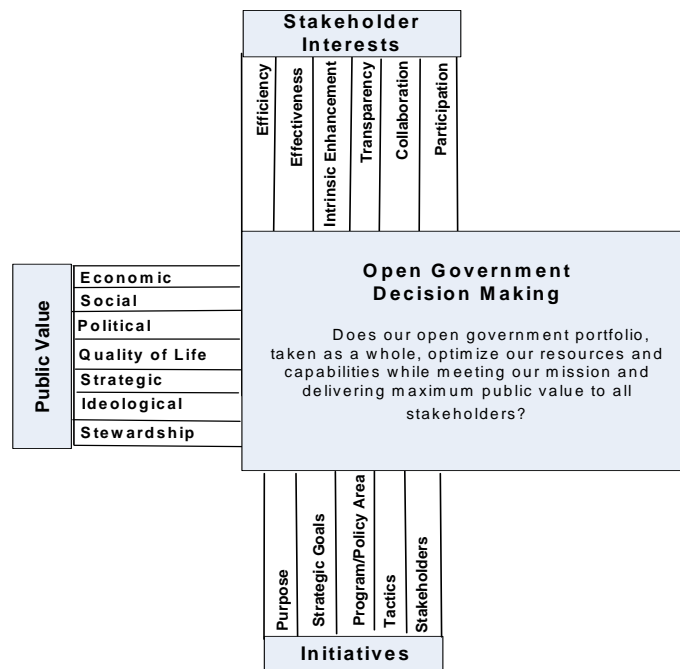 Stakeholder
Interests
Efficiency
Effectiveness
Intrinsic Enhancement
Transparency
Collaboration
Participation
Public Value
Economic
Social
Political
Quality of Life
Strategic
Ideological
Stewardship
Open Government
Decision Making
Does our open government portfolio,
taken as a whole, optimize our resources and
capabilities while meeting our mission and
delivering maximum public value to all
stakeholders?
Purpose
Strategic Goals
Program/Policy Area
Tactics
Stakeholders
Initiatives